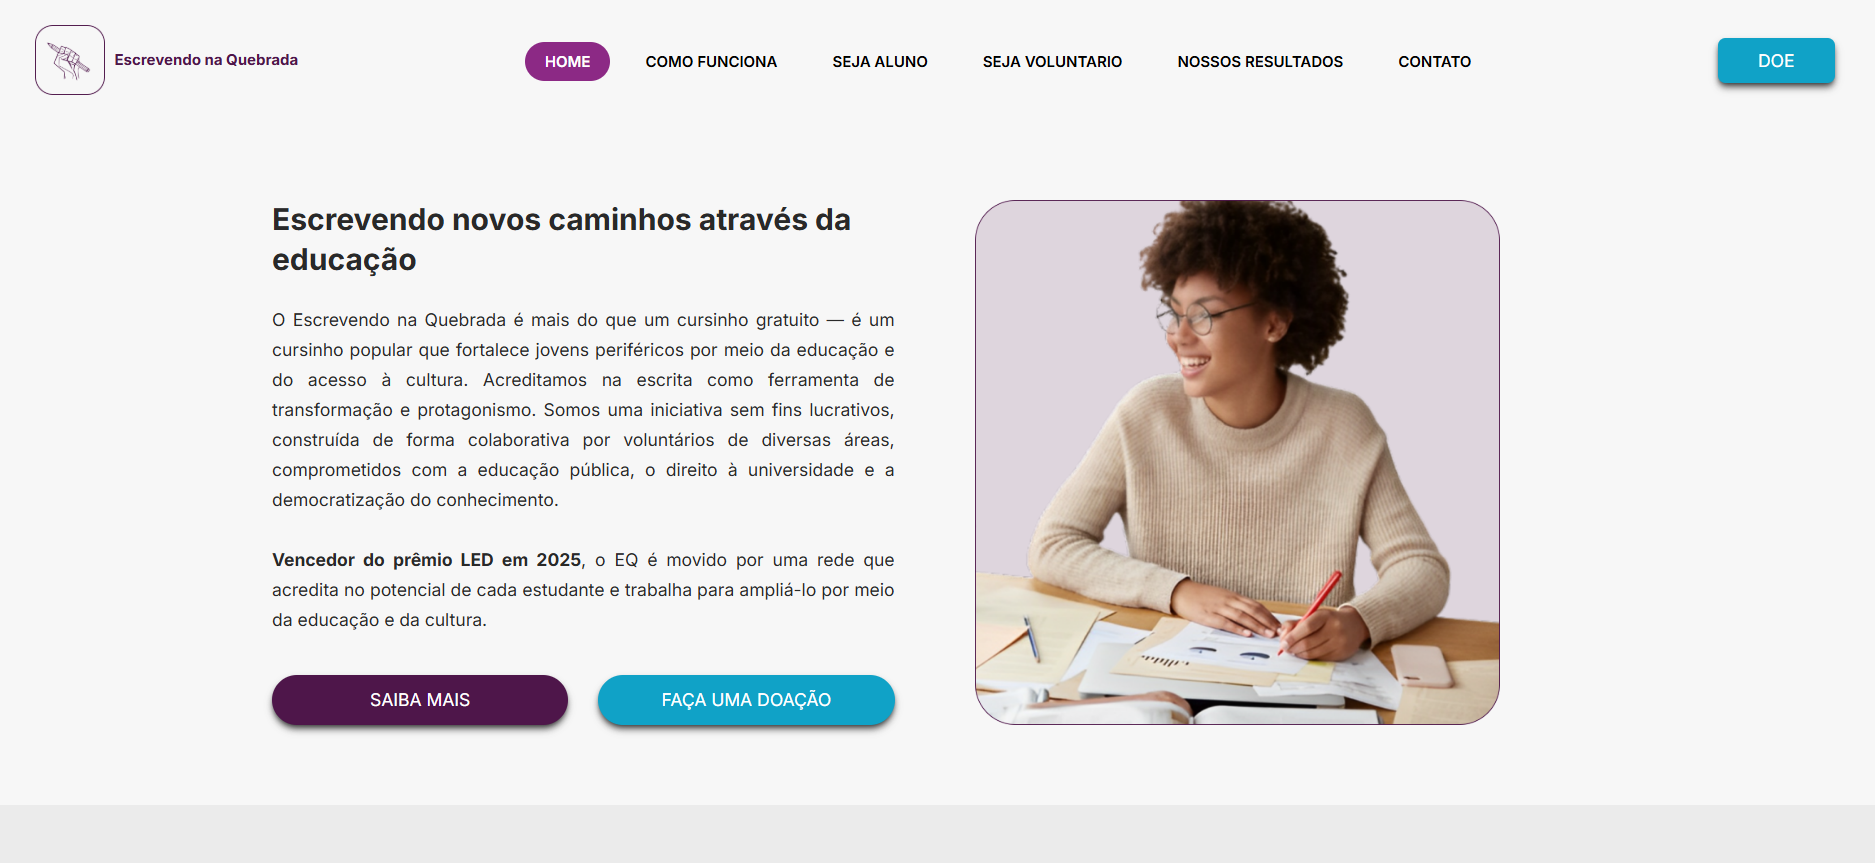 Escrevendo na Quebrada
HOME
COMO FUNCIONA
SEJA ALUNO
SEJA VOLUNTARIO
NOSSOS RESULTADOS
CONTATO
DOE
Escrevendo novos caminhos através da
educação
O Escrevendo na Quebrada é mais do que um cursinho gratuito — é um
cursinho popular que fortalece jovens periféricos por meio da educação e
do acesso à cultura. Acreditamos na escrita como ferramenta de
transformação e protagonismo. Somos uma iniciativa sem fins lucrativos,
construída de forma colaborativa por voluntários de diversas áreas,
comprometidos com a educação pública, o direito à universidade e a
democratização do conhecimento.
Vencedor do prêmio LED em 2025, o EQ é movido por uma rede que
acredita no potencial de cada estudante e trabalha para ampliá-lo por meio
da educação e da cultura.
SAIBA MAIS
FAÇA UMA DOAÇÃO